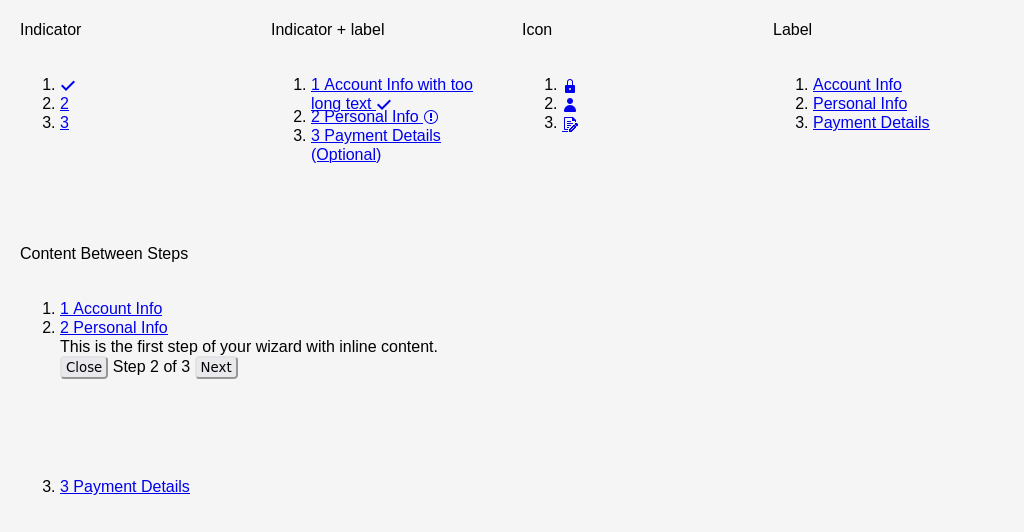 Indicator
1.
2. 2
3. 3
Indicator + label
1. 1 Account Info with too
long text
2. 2 Personal Info
3. 3 Payment Details
(Optional)
Icon
1.
2.
3.
Label
1. Account Info
2. Personal Info
3. Payment Details
Content Between Steps
1. 1 Account Info
2. 2 Personal Info
This is the first step of your wizard with inline content.
Close Step 2 of 3 Next
3. 3 Payment Details